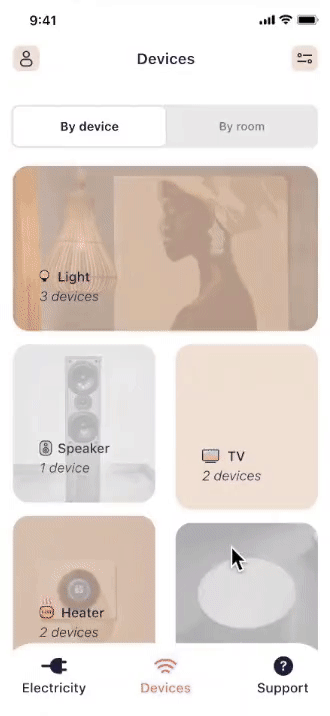 9:41
Devices
By device
By room
Light
3 devices
Speaker
1 device
TV
2 devices
Heater
2 devices
Electricity
Devices
Support